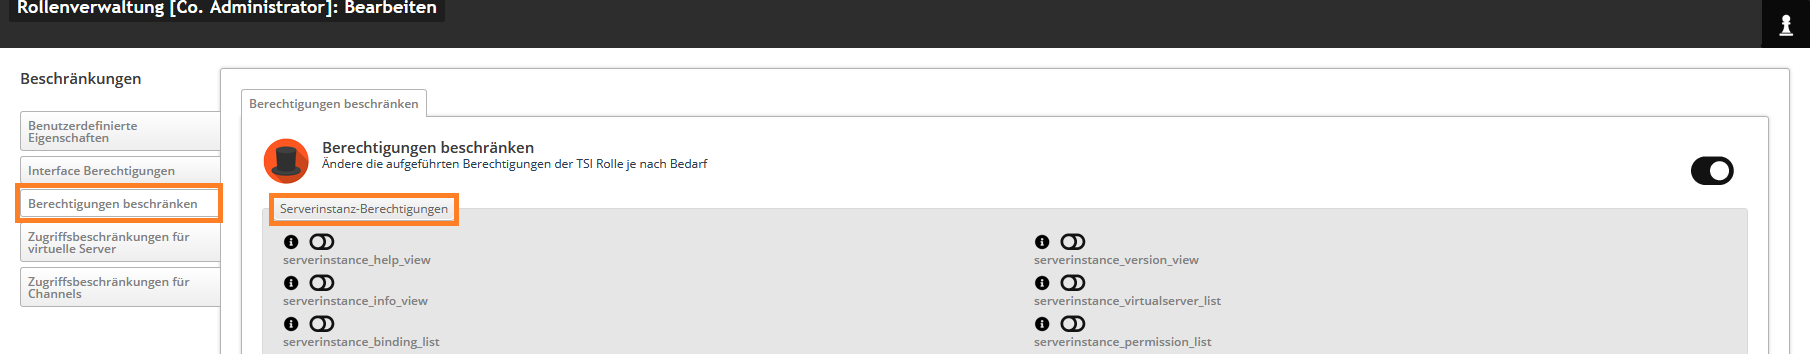 Rollenverwaltung [Co. Administrator]: Bearbeiten
Beschränkungen
Benutzerdefinierte
Eigenschaften
Interface Berechtigungen
Berechtigungen beschränken
Zugriffsbeschränkungen für
virtuelle Server
Zugriffsbeschränkungen für
Channels
Berechtigungen beschränken
Berechtigungen beschränken
Ändere die aufgeführten Berechtigungen der TSI Rolle je nach Bedarf
Serverinstanz-Berechtigungen
serverinstance_help_view
serverinstance_version_view
serverinstance_info_view
serverinstance_virtualserver_list
serverinstance_binding_list
serverinstance_permission_list